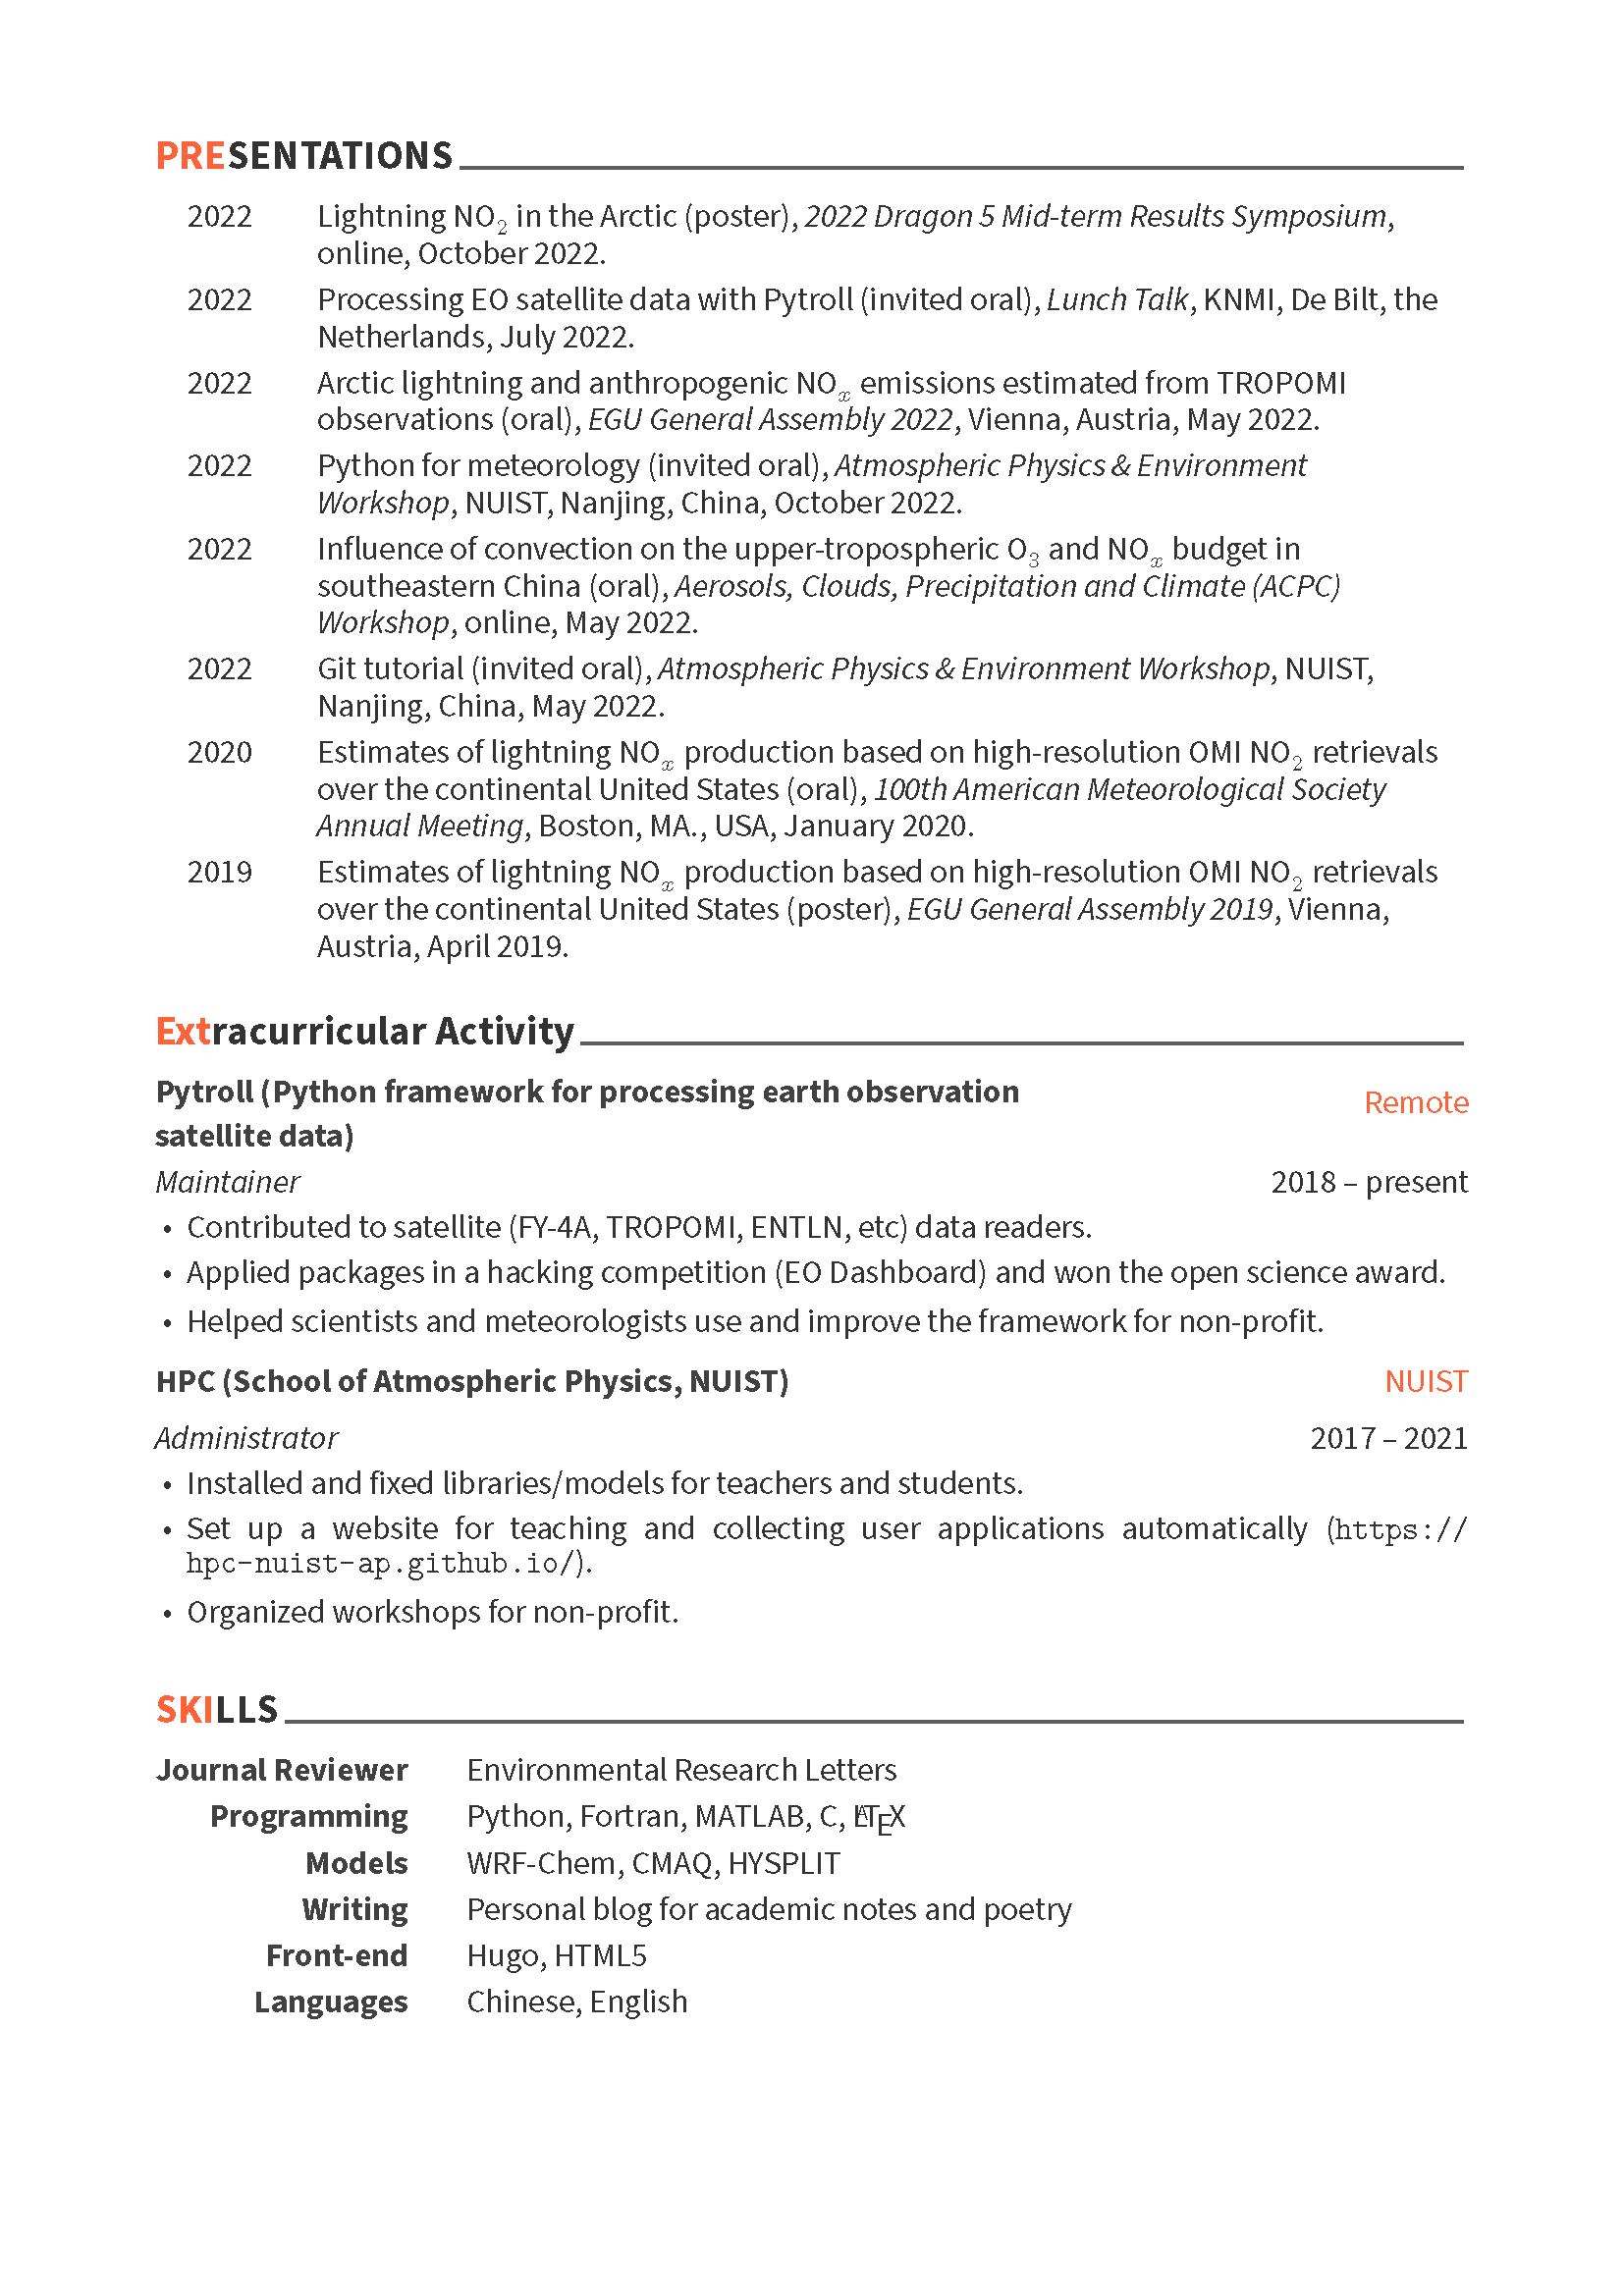 PRESENTATIONS
2022 Lightning NO₂ in the Arctic (poster), 2022 Dragon 5 Mid-term Results Symposium,
online, October 2022.
2022 Processing EO satellite data with Pytroll (invited oral), Lunch Talk, KNMI, De Bilt, the
Netherlands, July 2022.
2022 Arctic lightning and anthropogenic NOₓ emissions estimated from TROPOMI
observations (oral), EGU General Assembly 2022, Vienna, Austria, May 2022.
2022 Python for meteorology (invited oral), Atmospheric Physics & Environment
Workshop, NUIST, Nanjing, China, October 2022.
2022 Influence of convection on the upper-tropospheric O₃ and NOₓ budget in
southeastern China (oral), Aerosols, Clouds, Precipitation and Climate (ACPC)
Workshop, online, May 2022.
2022 Git tutorial (invited oral), Atmospheric Physics & Environment Workshop, NUIST,
Nanjing, China, May 2022.
2020 Estimates of lightning NOₓ production based on high-resolution OMI NO₂ retrievals
over the continental United States (oral), 100th American Meteorological Society
Annual Meeting, Boston, MA., USA, January 2020.
2019 Estimates of lightning NOₓ production based on high-resolution OMI NO₂ retrievals
over the continental United States (poster), EGU General Assembly 2019, Vienna,
Austria, April 2019.
Extracurricular Activity
Pytroll (Python framework for processing earth observation
satellite data)
Remote
Maintainer 2018 – present
• Contributed to satellite (FY-4A, TROPOMI, ENTLN, etc) data readers.
• Applied packages in a hacking competition (EO Dashboard) and won the open science award.
• Helped scientists and meteorologists use and improve the framework for non-profit.
HPC (School of Atmospheric Physics, NUIST) NUIST
Administrator 2017 – 2021
• Installed and fixed libraries/models for teachers and students.
• Set up a website for teaching and collecting user applications automatically (https://
hpc-nuist-ap.github.io/).
• Organized workshops for non-profit.
SKILLS
Journal Reviewer Environmental Research Letters
Programming Python, Fortran, MATLAB, C, LATEX
Models WRF-Chem, CMAQ, HYSPLIT
Writing Personal blog for academic notes and poetry
Front-end Hugo, HTML5
Languages Chinese, English